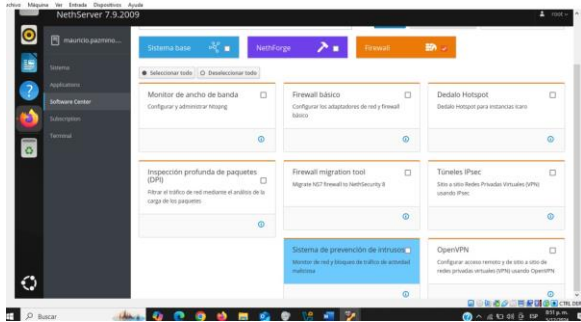 Máquina Ver Entrada Dispositivos Ayuda
NethServer 7.9.2009
root
mauricio.pazmino...
Sistema
Applications
Software Center
Subscription
Terminal
Sistema base
NethForge
Firewall
Seleccionar todo Deseleccionar todo
Monitor de ancho de banda
Configurar y administrar Ntopng
Firewall básico
Configurar los adaptadores de red y firewall
básico
Dedalo Hotspot
Dedalo Hotspot para instancias Icaro
Inspección profunda de paquetes
(DPI)
Filtrar el tráfico de red mediante el análisis de la
carga de los paquetes
Firewall migration tool
Migrate NS7 firewall to NethSecurity 8
Túneles IPsec
Sitio a sitio Redes Privadas Virtuales (VPN)
usando IPsec
Sistema de prevención de intrusos
Monitor de red y bloqueo de tráfico de actividad
maliciosa
OpenVPN
Configurar acceso remoto y de sitio a sitio de
redes privadas virtuales (VPN) usando OpenVPN
Buscar
ESP
8:51 p. m.